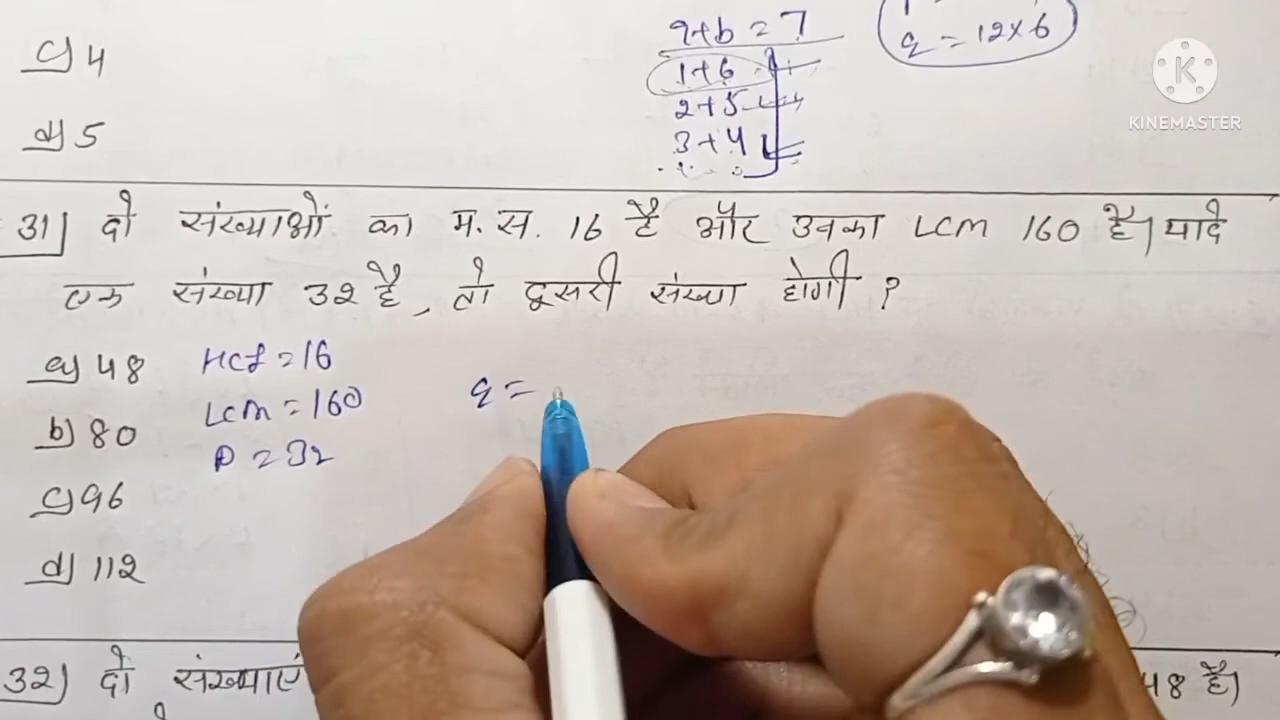 c) 4
d) 5
a+b = 7
1+6
2+5
3+4
q = 12×6
KINEMASTER
31) दो संख्याओं का म.स. 16 है और उनका LCM 160 है। यदि
एक संख्या 32 है, तो दूसरी संख्या होगी ?
a) 48
b) 80
c) 96
d) 112
HCF = 16
LCM = 160
P = 32
q =
32) दो संख्याएं
48 है।